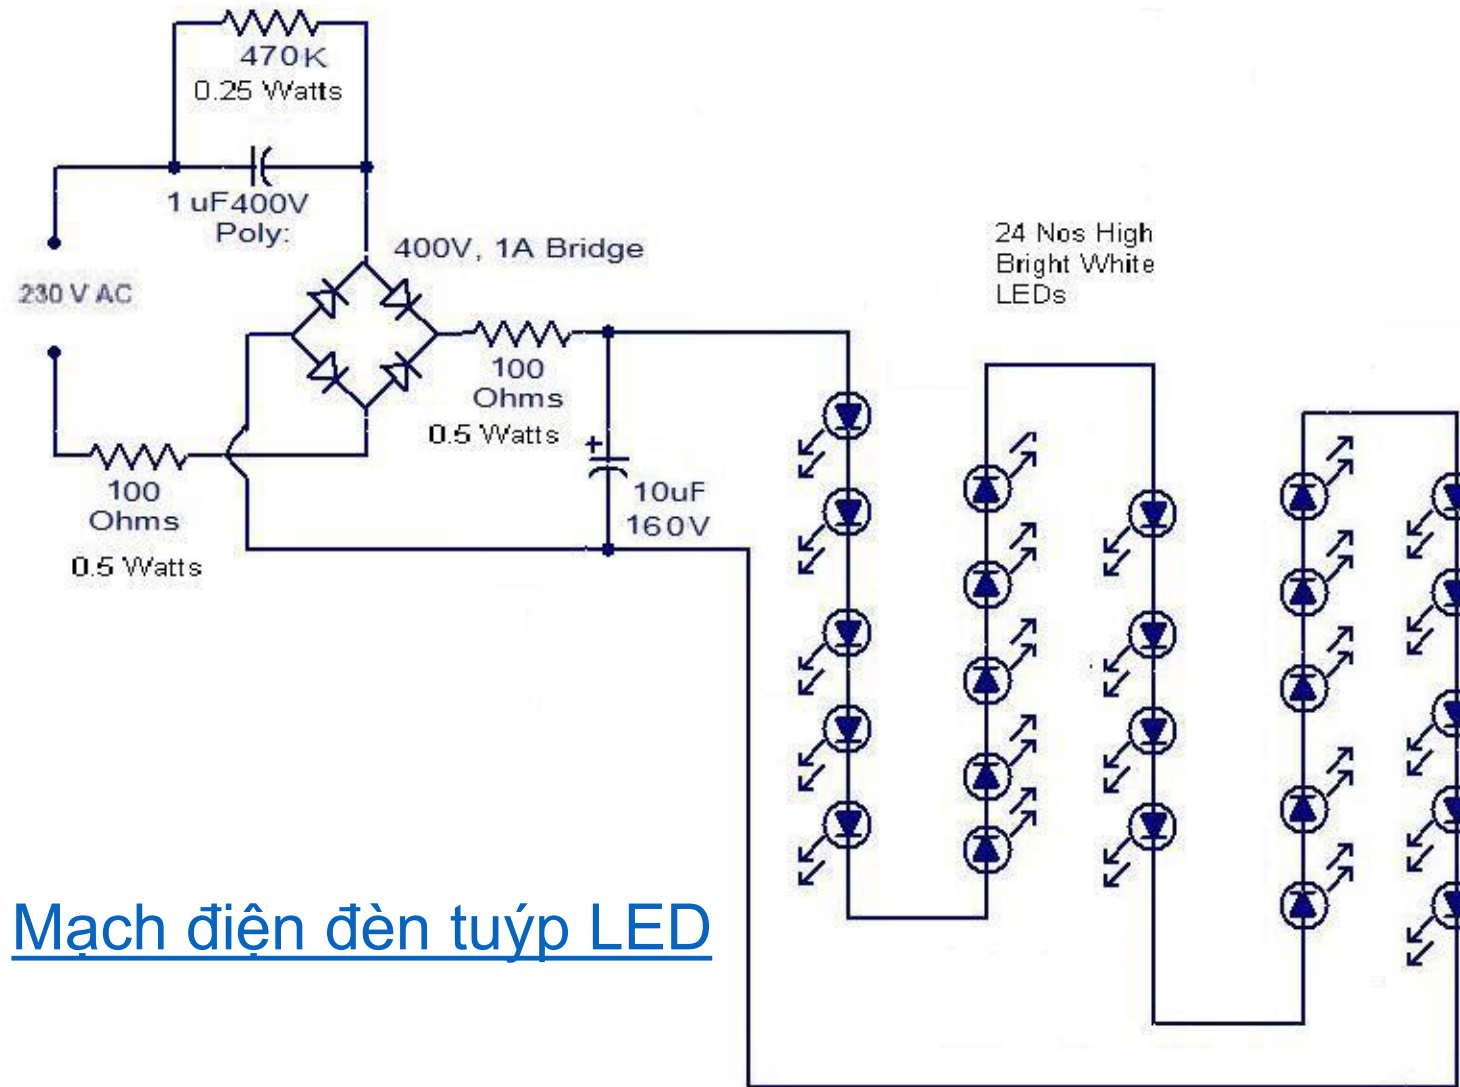 470K
0.25 Watts
1 uF400V
Poly:
400V, 1A Bridge
230 V AC
100
Ohms
0.5 Watts
10uF
160V
100
Ohms
0.5 Watts
24 Nos High
Bright White
LEDs
Mạch điện đèn tuýp LED